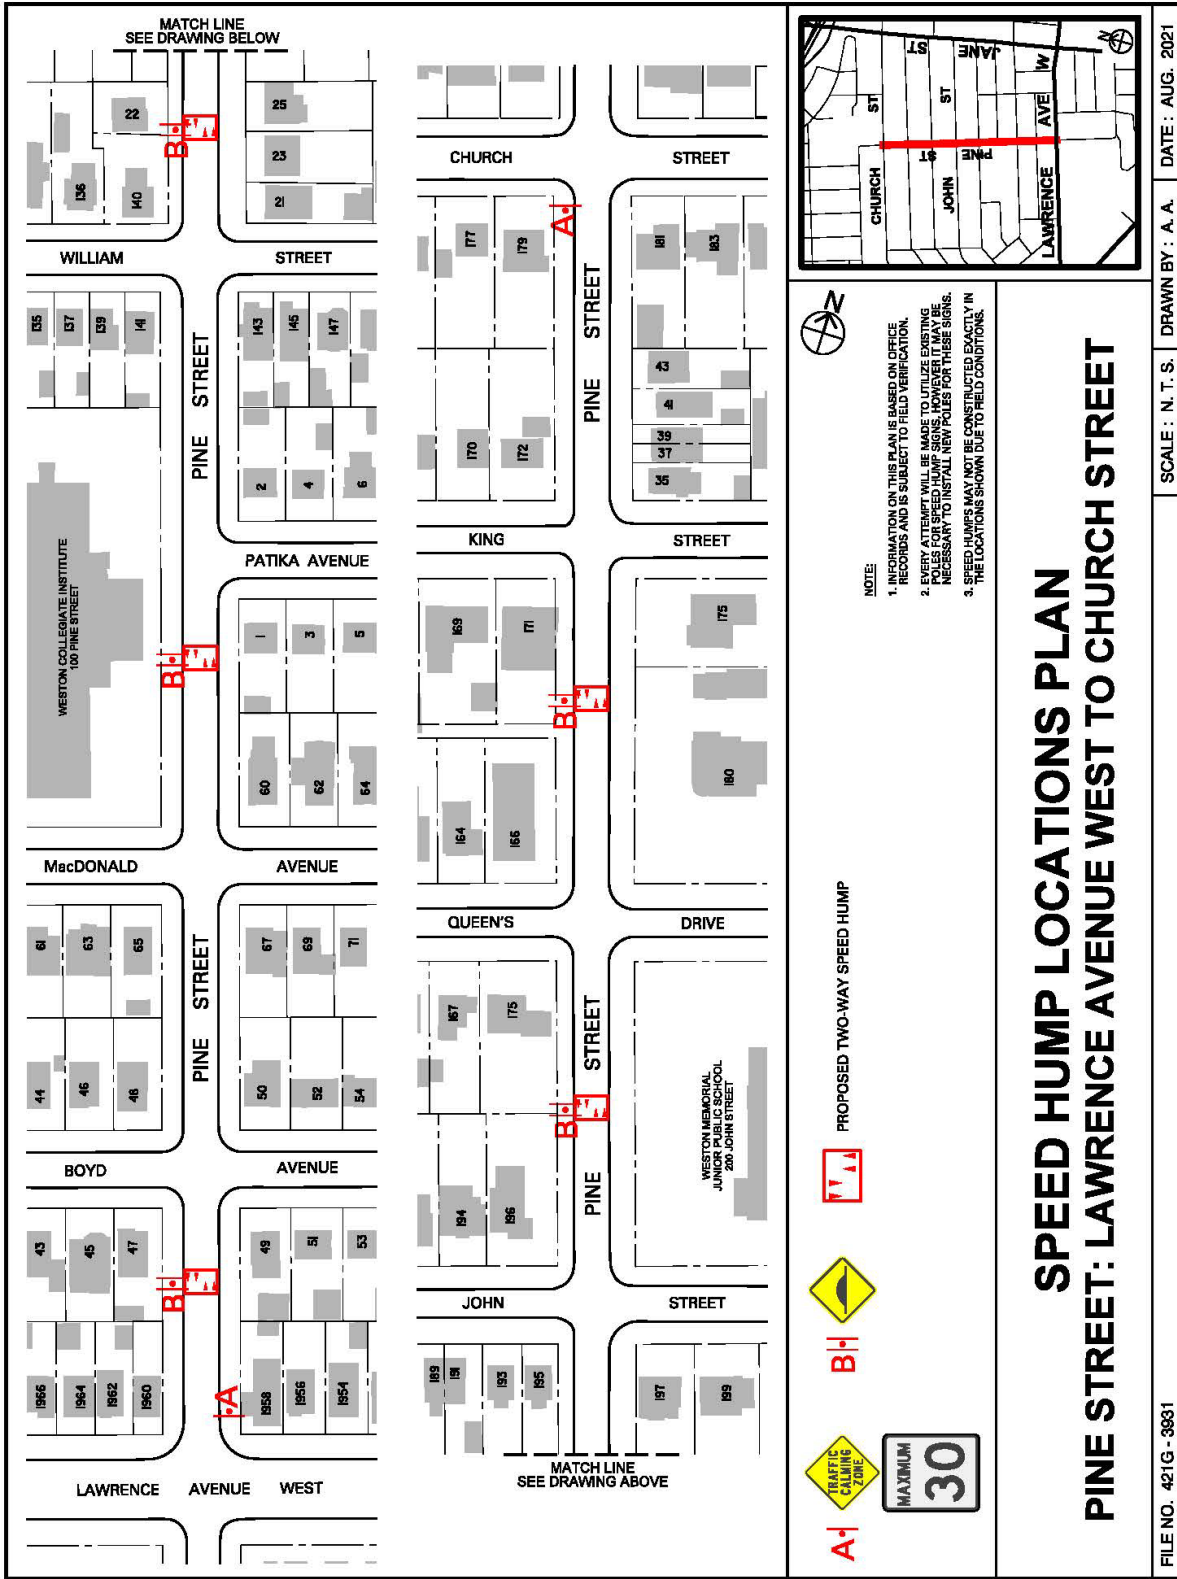 MATCH LINE
SEE DRAWING BELOW
22
136
140
25
23
21
WILLIAM STREET
135
137
139
141
PINE STREET
143
145
147
2
4
6
WESTON COLLEGIATE INSTITUTE
100 PINE STREET
PATIKA AVENUE
B
B
1
3
5
60
62
64
MacDONALD AVENUE
61
63
65
67
69
71
PINE STREET
44
46
48
50
52
54
BOYD AVENUE
43
45
47
49
51
53
B
1966
1964
1962
1960
A
1958
1956
1954
LAWRENCE AVENUE WEST
CHURCH STREET
A
177
179
181
183
PINE STREET
170
172
43
41
39
37
35
KING STREET
169
171
175
B
180
164
166
QUEEN'S DRIVE
167
175
PINE STREET
B
WESTON MEMORIAL
JUNIOR PUBLIC SCHOOL
200 JOHN STREET
194
196
JOHN STREET
189
191
193
195
197
199
MATCH LINE
SEE DRAWING ABOVE
CHURCH ST
JOHN ST
LAWRENCE AVE W
PINE ST
JANE ST
N
N
NOTE:
1. INFORMATION ON THIS PLAN IS BASED ON OFFICE
RECORDS AND IS SUBJECT TO FIELD VERIFICATION.
2. EVERY ATTEMPT WILL BE MADE TO UTILIZE EXISTING
POLES FOR SPEED HUMP SIGNS. HOWEVER IT MAY BE
NECESSARY TO INSTALL NEW POLES FOR THESE SIGNS.
3. SPEED HUMPS MAY NOT BE CONSTRUCTED EXACTLY IN
THE LOCATIONS SHOWN DUE TO FIELD CONDITIONS.
A
TRAFFIC
CALMING
ZONE
MAXIMUM
30
B
PROPOSED TWO-WAY SPEED HUMP
SPEED HUMP LOCATIONS PLAN
PINE STREET: LAWRENCE AVENUE WEST TO CHURCH STREET
FILE NO. 421G - 3931
SCALE : N. T. S.
DRAWN BY : A. A.
DATE : AUG. 2021